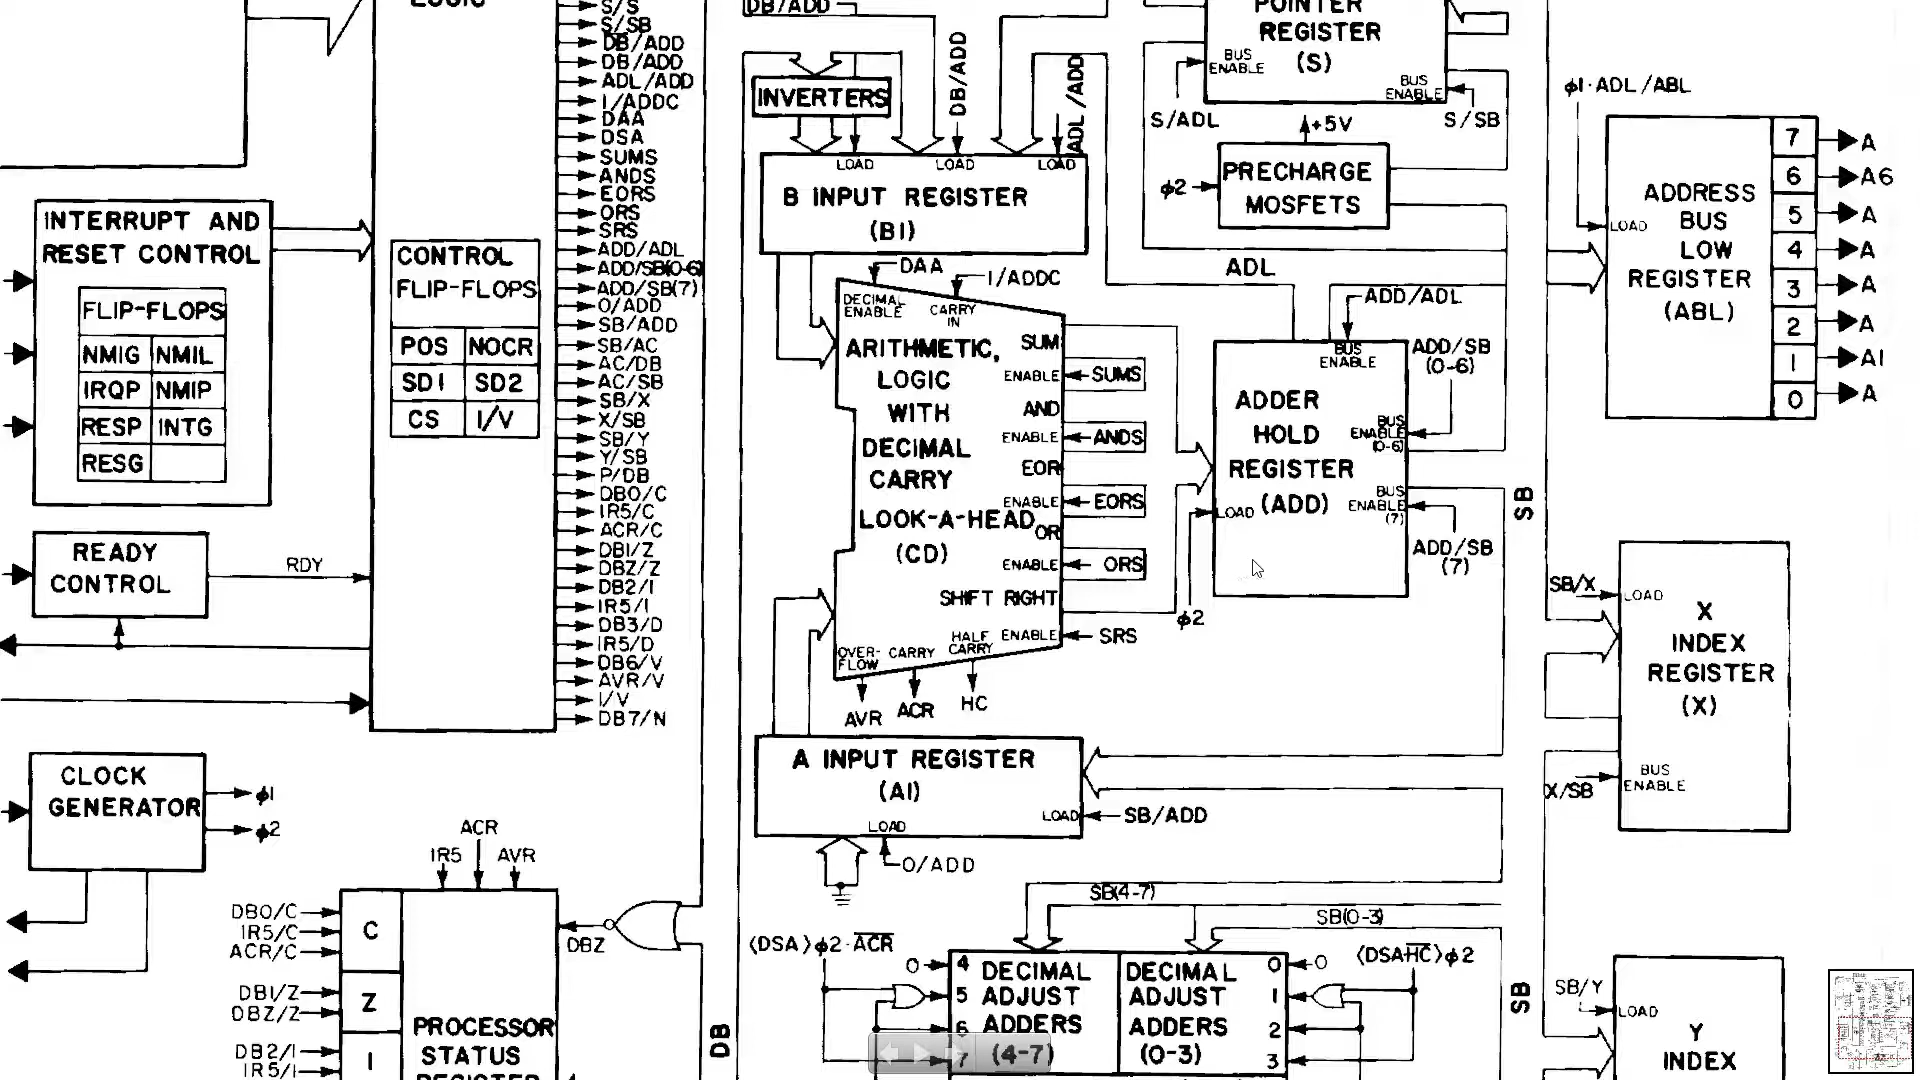 LOGIC
S/S
S/SB
DB/ADD
DB/ADD
ADL/ADD
I/ADDC
DAA
DSA
SUMS
ANDS
EORS
ORS
SRS
ADD/ADL
ADD/SB(0-6)
ADD/SB(7)
O/ADD
SB/ADD
SB/AC
AC/DB
AC/SB
SB/X
X/SB
SB/Y
Y/SB
P/DB
DBO/C
IR5/C
ACR/C
DBI/Z
DBZ/Z
DB2/I
IR5/I
DB3/D
IR5/D
DB6/V
AVR/V
I/V
DB7/N
INTERRUPT AND
RESET CONTROL
FLIP-FLOPS
NMIG NMIL
IRQP NMIP
RESP INTG
RESG
CONTROL
FLIP-FLOPS
POS NOCR
SD1 SD2
CS I/V
READY
CONTROL
RDY
CLOCK
GENERATOR
φ1
φ2
ACR
IR5
AVR
DBO/C
IR5/C
ACR/C
C
DBI/Z
DBZ/Z
Z
DB2/I
IR5/I
I
PROCESSOR
STATUS
REGISTER
DBZ
DB
DB/ADD
INVERTERS
DB/ADD
ADL/ADD
LOAD
LOAD
LOAD
B INPUT REGISTER
(BI)
DAA
I/ADDC
DECIMAL
ENABLE
CARRY
IN
ARITHMETIC,
LOGIC
WITH
DECIMAL
CARRY
LOOK-A-HEAD
(CD)
SUM
ENABLE
SUMS
AND
ENABLE
ANDS
EOR
ENABLE
EORS
OR
ENABLE
ORS
SHIFT RIGHT
ENABLE
SRS
OVER-
FLOW
CARRY
HALF
CARRY
AVR
ACR
HC
A INPUT REGISTER
(AI)
LOAD
SB/ADD
LOAD
O/ADD
POINTER
REGISTER
(S)
BUS
ENABLE
BUS
ENABLE
S/ADL
S/SB
+5V
PRECHARGE
MOSFETS
φ2
ADL
ADD/ADL
BUS
ENABLE
ADD/SB
(0-6)
ADDER
HOLD
REGISTER
(ADD)
BUS
ENABLE
(0-6)
BUS
ENABLE
(7)
LOAD
φ2
ADD/SB
(7)
SB
SB(4-7)
SB(0-3)
⟨DSA⟩φ2·ACR
⟨DSA·HC⟩φ2
O
4
5
6
7
DECIMAL
ADJUST
ADDERS
(4-7)
DECIMAL
ADJUST
ADDERS
(0-3)
0
1
2
3
O
SB
φ1·ADL/ABL
LOAD
ADDRESS
BUS
LOW
REGISTER
(ABL)
7 A
6 A6
5 A
4 A
3 A
2 A
1 A1
0 A
SB/X
LOAD
X
INDEX
REGISTER
(X)
BUS
ENABLE
X/SB
SB/Y
LOAD
Y
INDEX